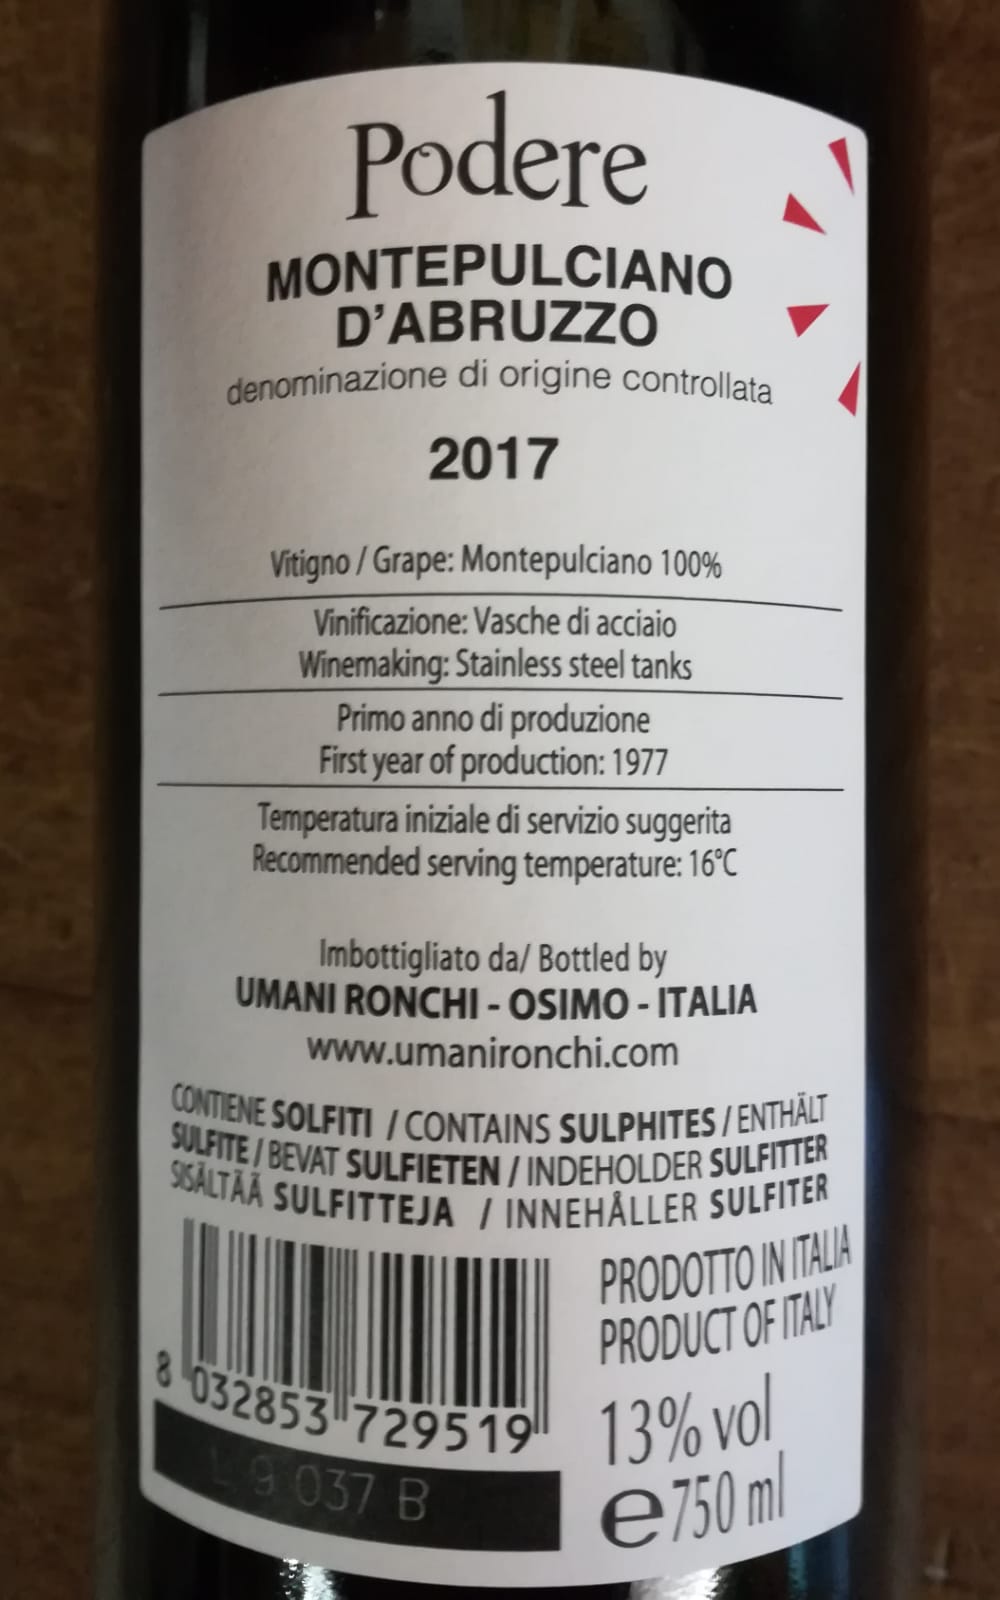 Podere
MONTEPULCIANO
D'ABRUZZO
denominazione di origine controllata
2017
Vitigno / Grape: Montepulciano 100%
Vinificazione: Vasche di acciaio
Winemaking: Stainless steel tanks
Primo anno di produzione
First year of production: 1977
Temperatura iniziale di servizio suggerita
Recommended serving temperature: 16°C
Imbottigliato da/ Bottled by
UMANI RONCHI - OSIMO - ITALIA
www.umanironchi.com
CONTIENE SOLFITI / CONTAINS SULPHITES / ENTHÄLT
SULFITE / BEVAT SULFIETEN / INDEHOLDER SULFITTER
SISÄLTÄÄ SULFITTEJA / INNEHÅLLER SULFITER
PRODOTTO IN ITALIA
PRODUCT OF ITALY
8 032853 729519
13% vol
L 9 037 B
e 750 ml